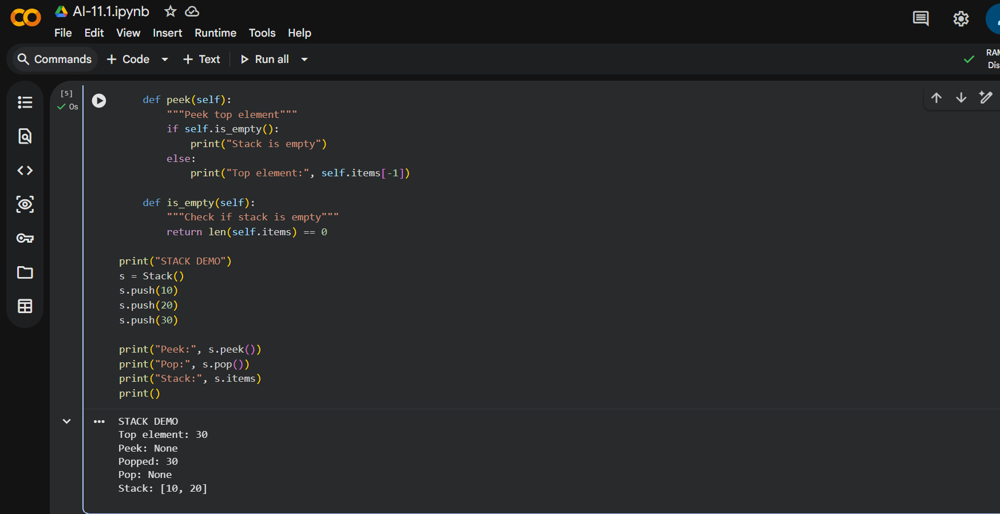 AI-11.1.ipynb
File Edit View Insert Runtime Tools Help
Commands + Code + Text Run all
RAM
Dis
[5]
0s
def peek(self):
"""Peek top element"""
if self.is_empty():
print("Stack is empty")
else:
print("Top element:", self.items[-1])
def is_empty(self):
"""Check if stack is empty"""
return len(self.items) == 0
print("STACK DEMO")
s = Stack()
s.push(10)
s.push(20)
s.push(30)
print("Peek:", s.peek())
print("Pop:", s.pop())
print("Stack:", s.items)
print()
STACK DEMO
Top element: 30
Peek: None
Popped: 30
Pop: None
Stack: [10, 20]